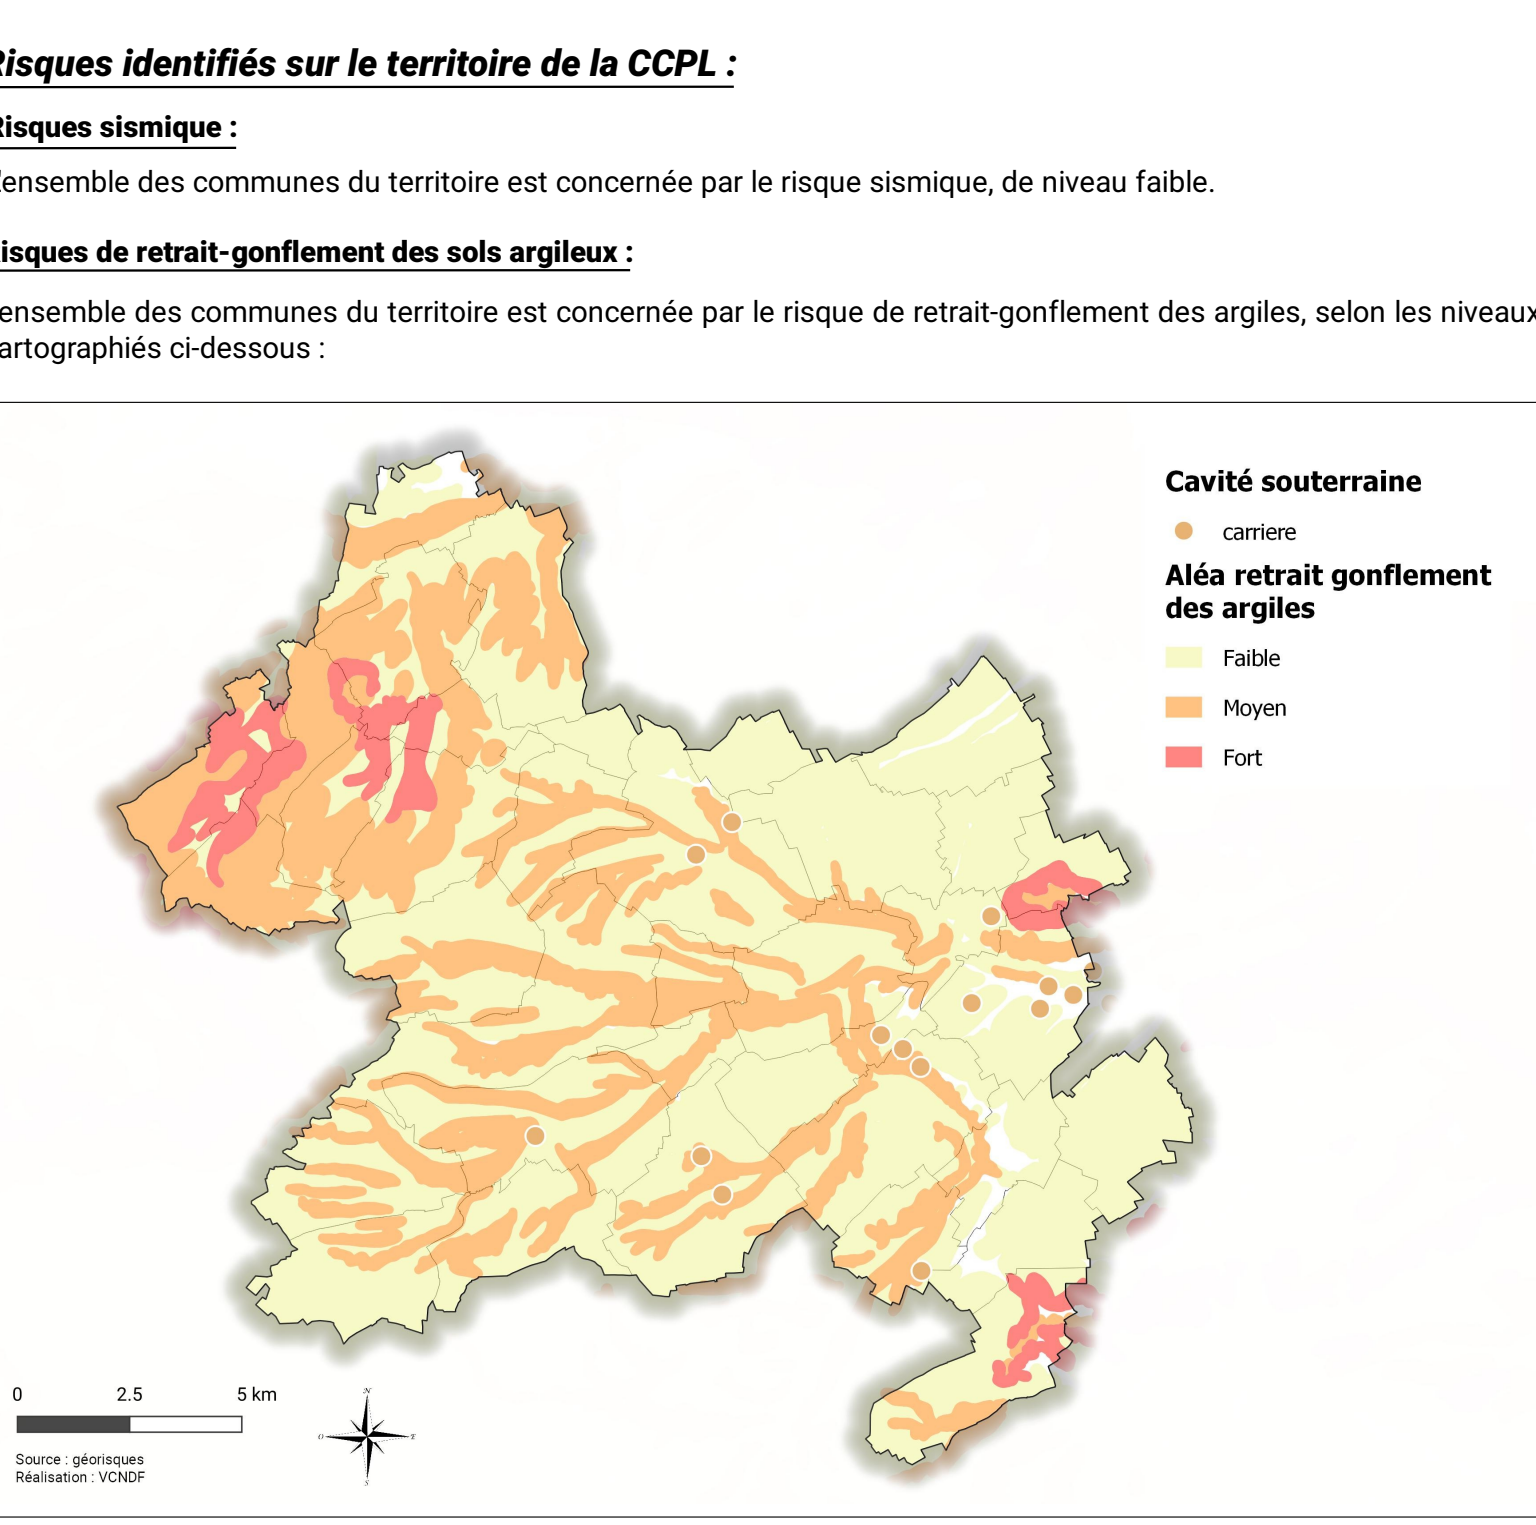 Risques identifiés sur le territoire de la CCPL :
Risques sismique :
'ensemble des communes du territoire est concernée par le risque sismique, de niveau faible.
isques de retrait-gonflement des sols argileux :
ensemble des communes du territoire est concernée par le risque de retrait-gonflement des argiles, selon les niveaux
artographiés ci-dessous :
Cavité souterraine
carriere
Aléa retrait gonflement
des argiles
Faible
Moyen
Fort
0 2.5 5 km
Source : géorisques
Réalisation : VCNDF
N
O E
S